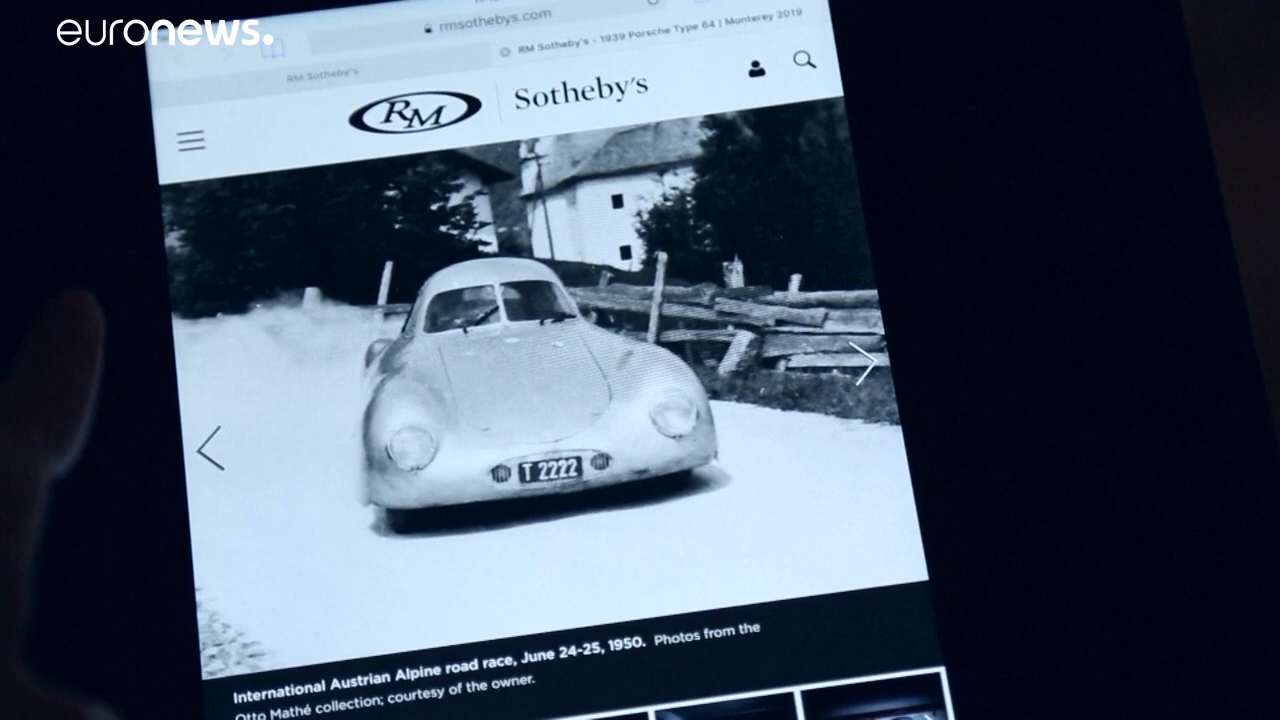 euronews.
rmsothebys.com
RM Sotheby's
RM Sotheby's - 1939 Porsche Type 64 | Monterey 2019
RM Sotheby's
T 2222
International Austrian Alpine road race, June 24-25, 1950. Photos from the
Otto Mathé collection; courtesy of the owner.